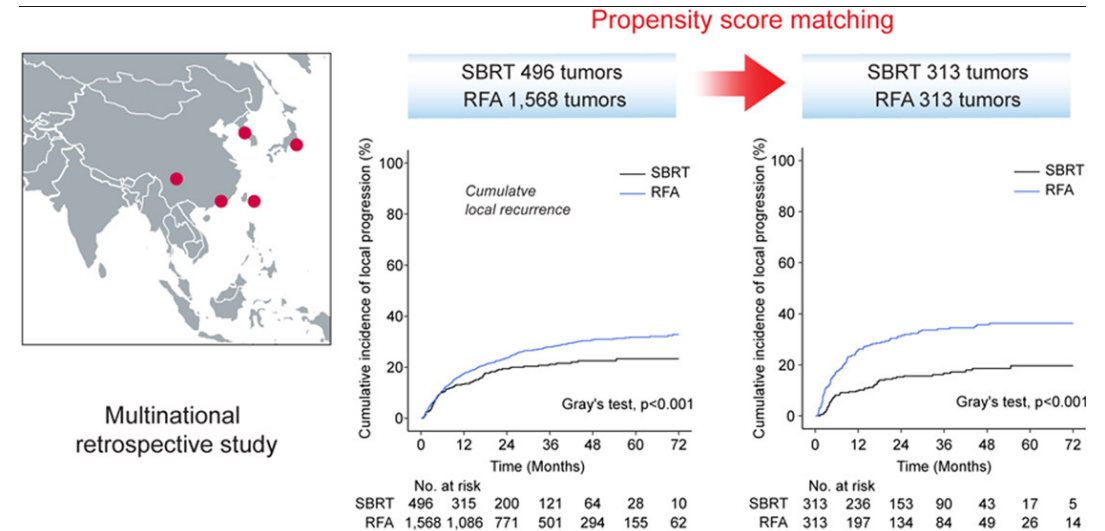 Propensity score matching
SBRT 496 tumors
RFA 1,568 tumors
SBRT 313 tumors
RFA 313 tumors
Multinational
retrospective study
Cumulative incidence of local progression (%)
100
80
60
40
20
0
Cumulatve
local recurrence
SBRT
RFA
Gray's test, p<0.001
0 12 24 36 48 60 72
Time (Months)
No. at risk
SBRT 496 315 200 121 64 28 10
RFA 1,568 1,086 771 501 294 155 62
Cumulative incidence of local progression (%)
100
80
60
40
20
0
SBRT
RFA
Gray's test, p<0.001
0 12 24 36 48 60 72
Time (Months)
No. at risk
SBRT 313 236 153 90 43 17 5
RFA 313 197 134 84 49 26 14